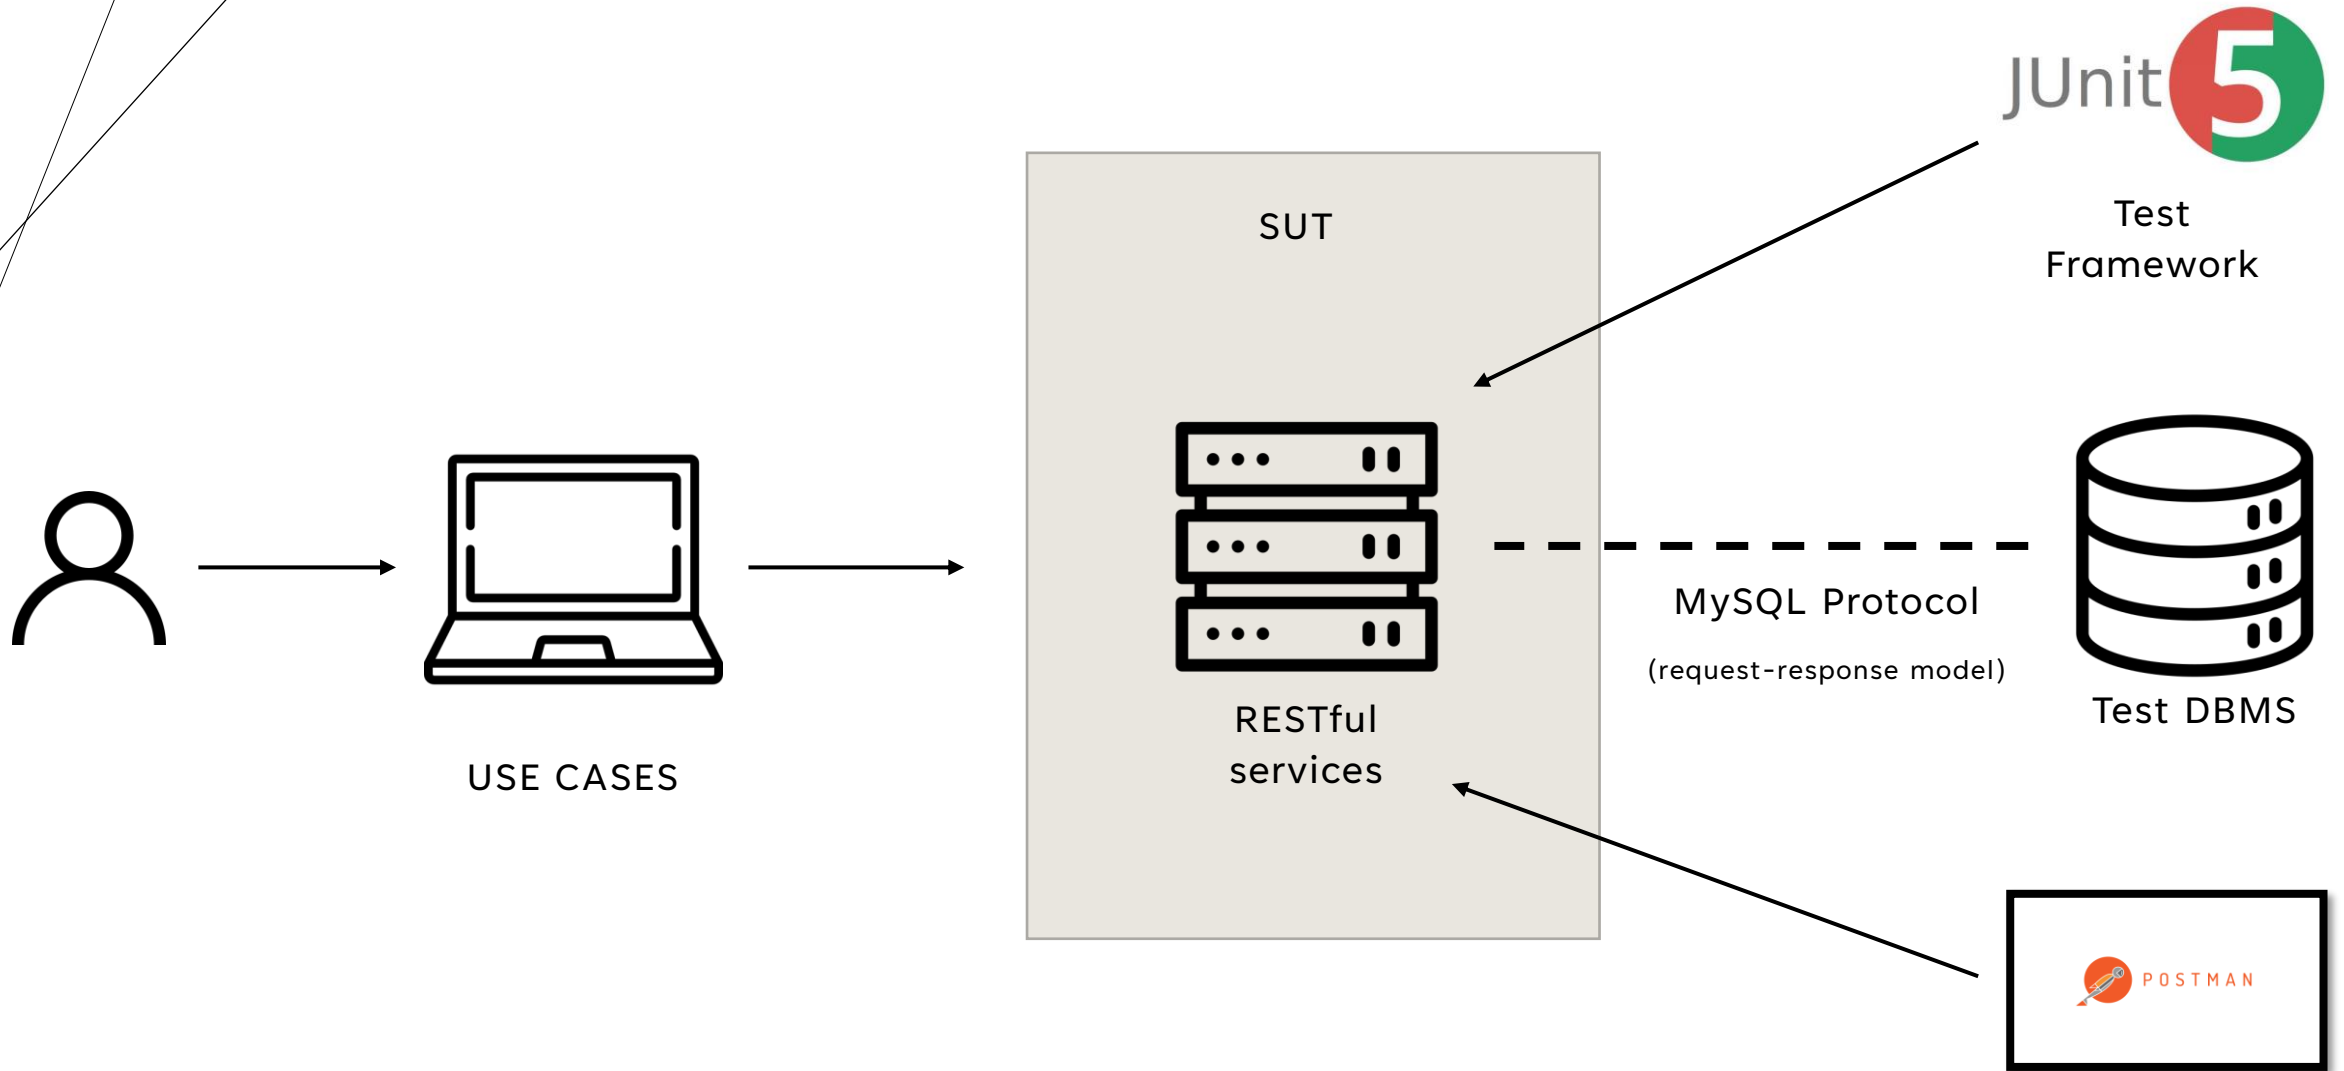 JUnit 5
Test
Framework
SUT
MySQL Protocol
(request-response model)
RESTful
services
Test DBMS
USE CASES
POSTMAN